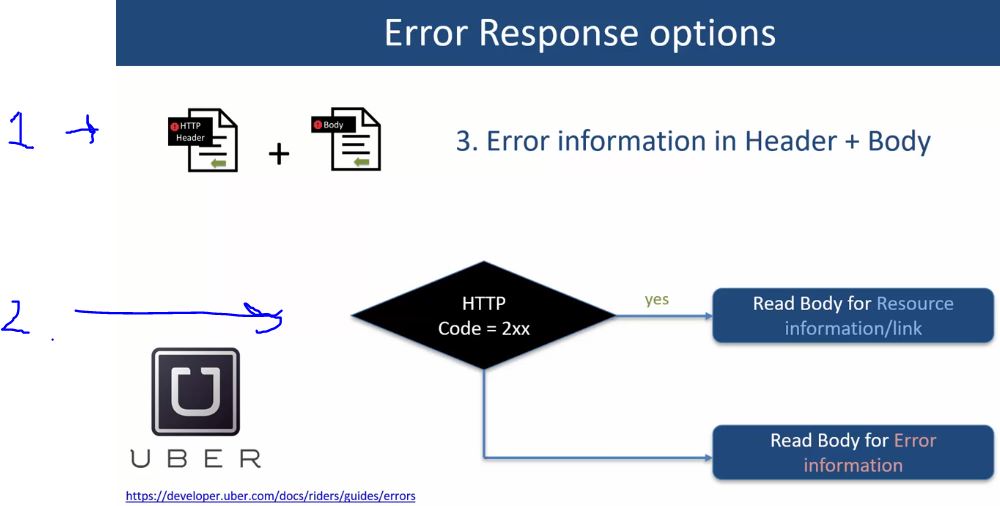 Error Response options
1
HTTP
Header
+
Body
3. Error information in Header + Body
2.
HTTP
Code = 2xx
yes
Read Body for Resource
information/link
U
UBER
Read Body for Error
information
https://developer.uber.com/docs/riders/guides/errors